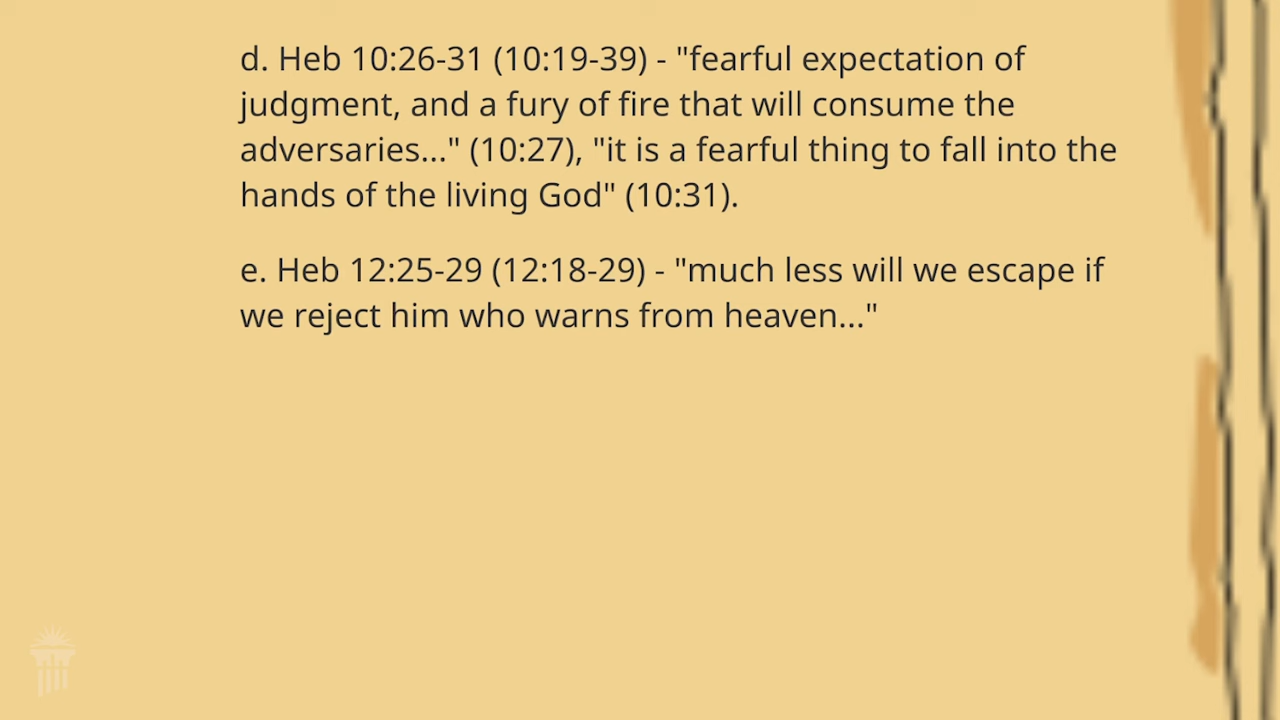 d. Heb 10:26-31 (10:19-39) - "fearful expectation of
judgment, and a fury of fire that will consume the
adversaries..." (10:27), "it is a fearful thing to fall into the
hands of the living God" (10:31).
e. Heb 12:25-29 (12:18-29) - "much less will we escape if
we reject him who warns from heaven..."